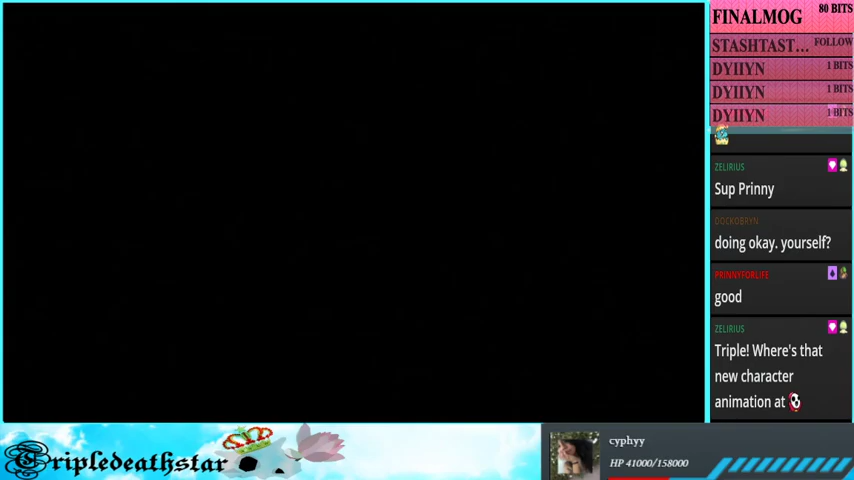 FINALMOG 80 BITS
STASHTAST... FOLLOW
DYIIYN 1 BITS
DYIIYN 1 BITS
DYIIYN 1 BITS
ZELIRIUS
Sup Prinny
DOCKOBRYN
doing okay. yourself?
PRINNYFORLIFE
good
ZELIRIUS
Triple! Where's that
new character
animation at
Tripledeathstar
cyphyy
HP 41000/158000